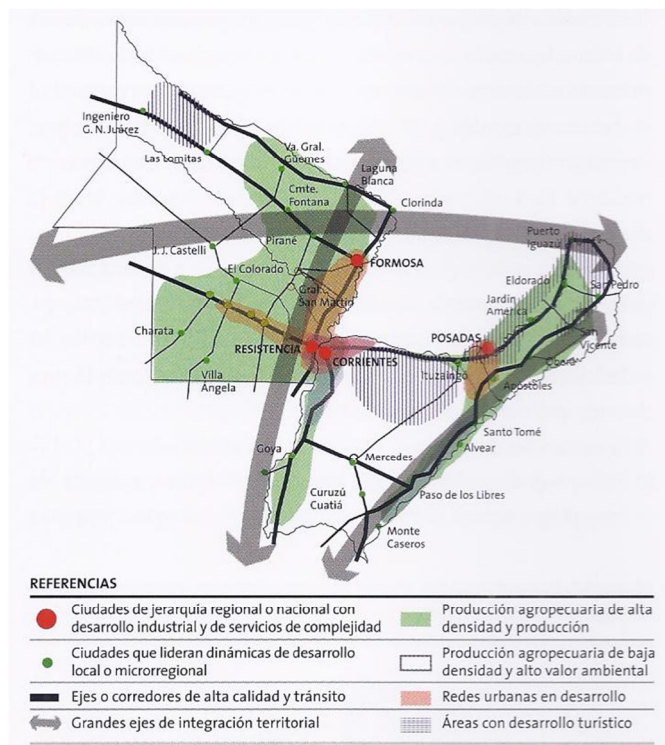 Ingeniero
G. N. Juárez
Las Lomitas
Va. Gral.
Güemes
Laguna
Blanca
Cmte.
Fontana
Clorinda
Pirané
J. J. Castelli
El Colorado
FORMOSA
Gral.
San Martín
Puerto
Iguazú
Eldorado
San Pedro
Jardín
América
San
Vicente
Charata
RESISTENCIA
CORRIENTES
POSADAS
Oberá
Villa
Ángela
Ituzaingó
Apóstoles
Santo Tomé
Goya
Alvear
Mercedes
Curuzú
Cuatiá
Paso de los Libres
Monte
Caseros
REFERENCIAS
Ciudades de jerarquía regional o nacional con
desarrollo industrial y de servicios de complejidad
Ciudades que lideran dinámicas de desarrollo
local o microrregional
Ejes o corredores de alta calidad y tránsito
Grandes ejes de integración territorial
Producción agropecuaria de alta
densidad y producción
Producción agropecuaria de baja
densidad y alto valor ambiental
Redes urbanas en desarrollo
Áreas con desarrollo turístico